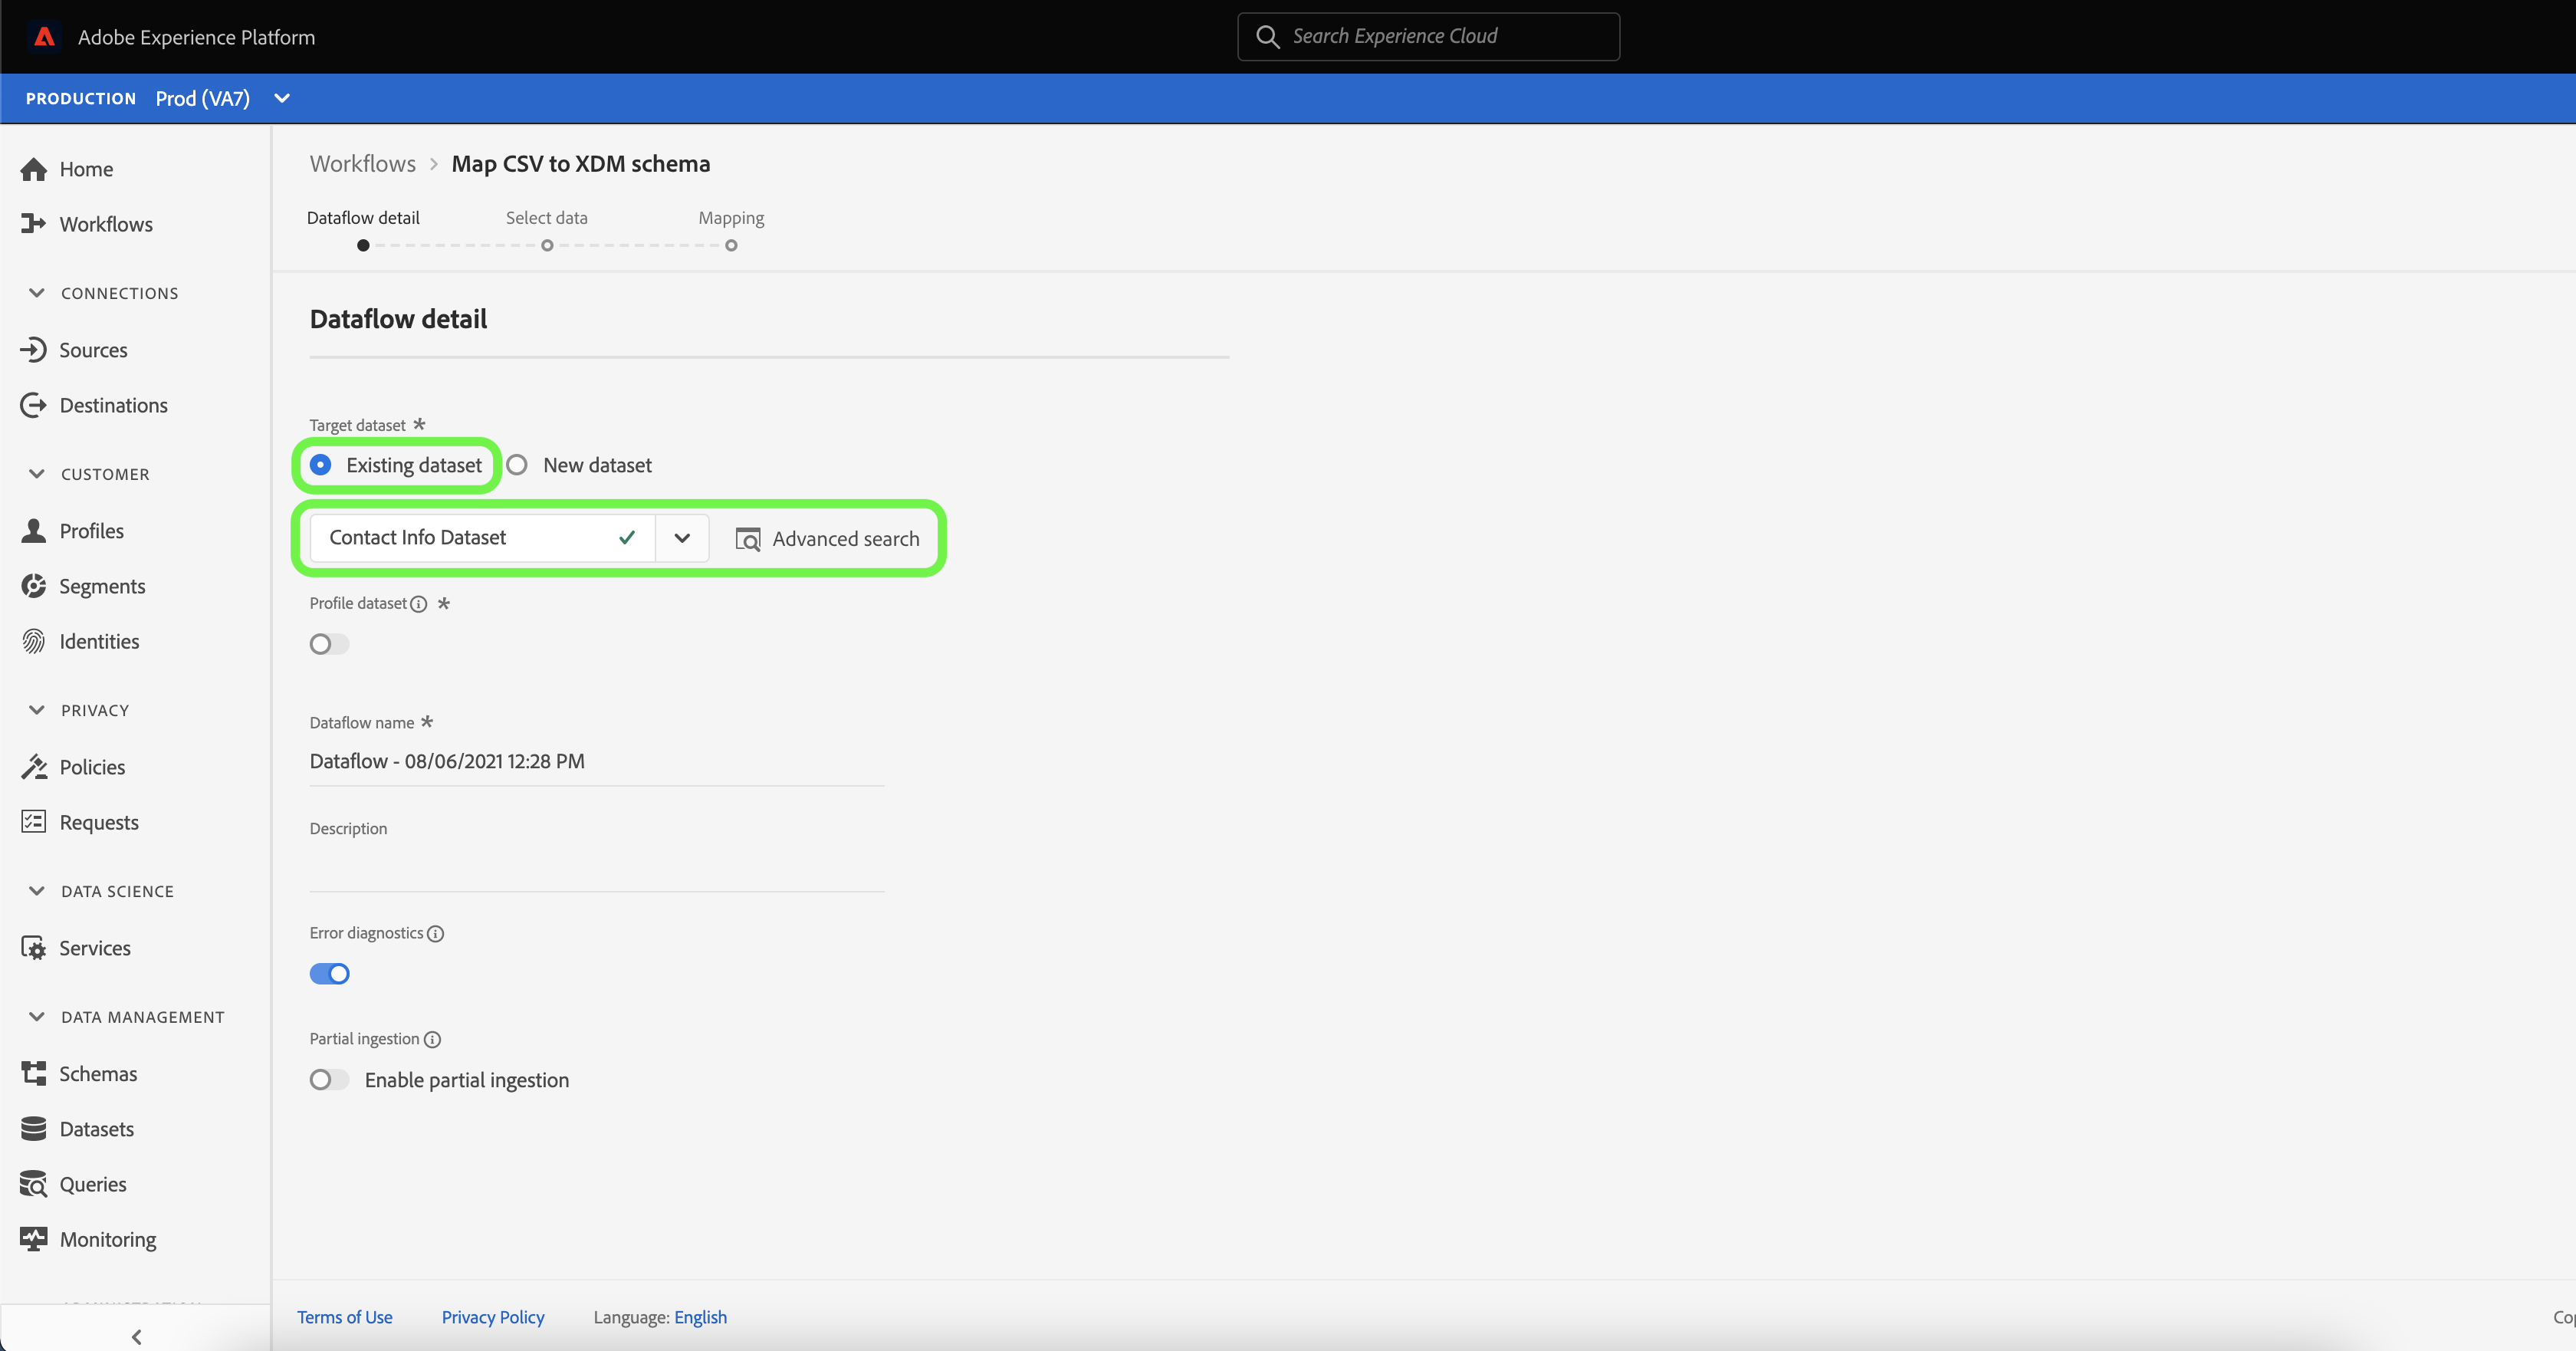 Adobe Experience Platform
Search Experience Cloud
PRODUCTION Prod (VA7)
Home
Workflows
CONNECTIONS
Sources
Destinations
CUSTOMER
Profiles
Segments
Identities
PRIVACY
Policies
Requests
DATA SCIENCE
Services
DATA MANAGEMENT
Schemas
Datasets
Queries
Monitoring
Workflows > Map CSV to XDM schema
Dataflow detail Select data Mapping
Dataflow detail
Target dataset *
Existing dataset New dataset
Contact Info Dataset Advanced search
Profile dataset *
Dataflow name *
Dataflow - 08/06/2021 12:28 PM
Description
Error diagnostics
Partial ingestion
Enable partial ingestion
Terms of Use Privacy Policy Language: English